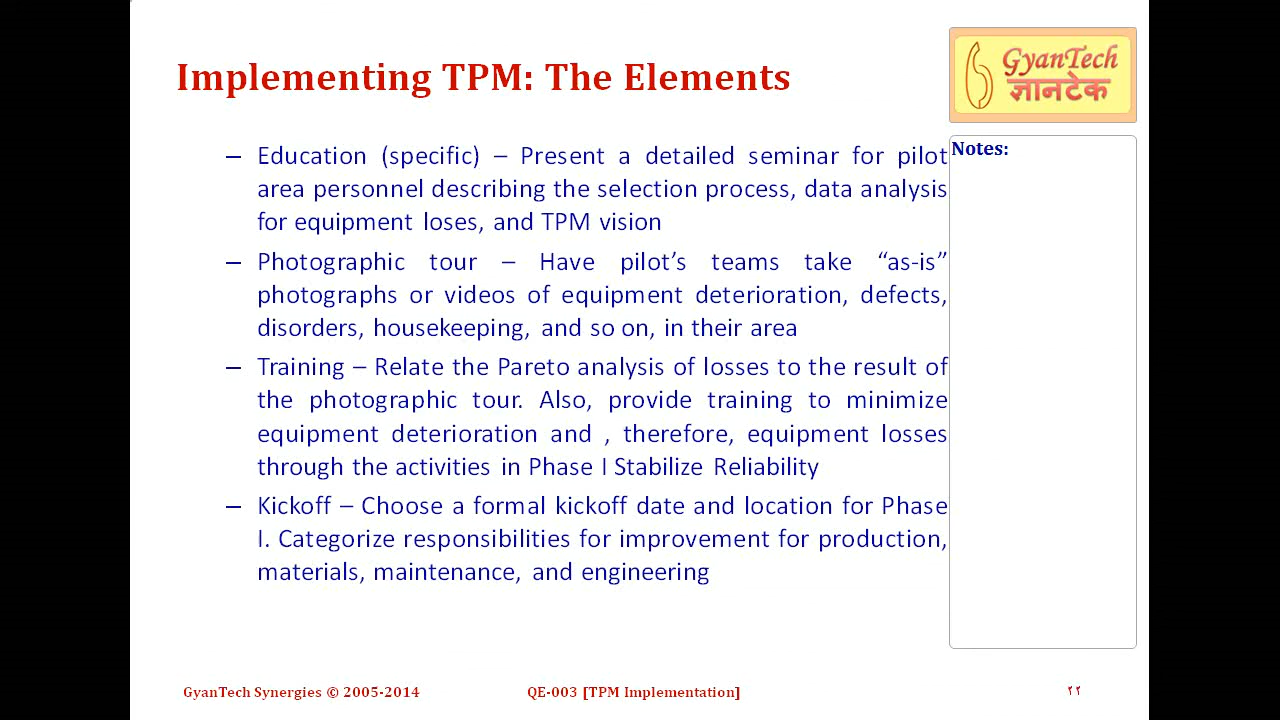 Implementing TPM: The Elements
GyanTech
ज्ञानटेक
– Education (specific) – Present a detailed seminar for pilot
area personnel describing the selection process, data analysis
for equipment loses, and TPM vision
– Photographic tour – Have pilot’s teams take “as-is”
photographs or videos of equipment deterioration, defects,
disorders, housekeeping, and so on, in their area
– Training – Relate the Pareto analysis of losses to the result of
the photographic tour. Also, provide training to minimize
equipment deterioration and , therefore, equipment losses
through the activities in Phase I Stabilize Reliability
– Kickoff – Choose a formal kickoff date and location for Phase
I. Categorize responsibilities for improvement for production,
materials, maintenance, and engineering
Notes:
GyanTech Synergies © 2005-2014
QE-003 [TPM Implementation]
٢٢